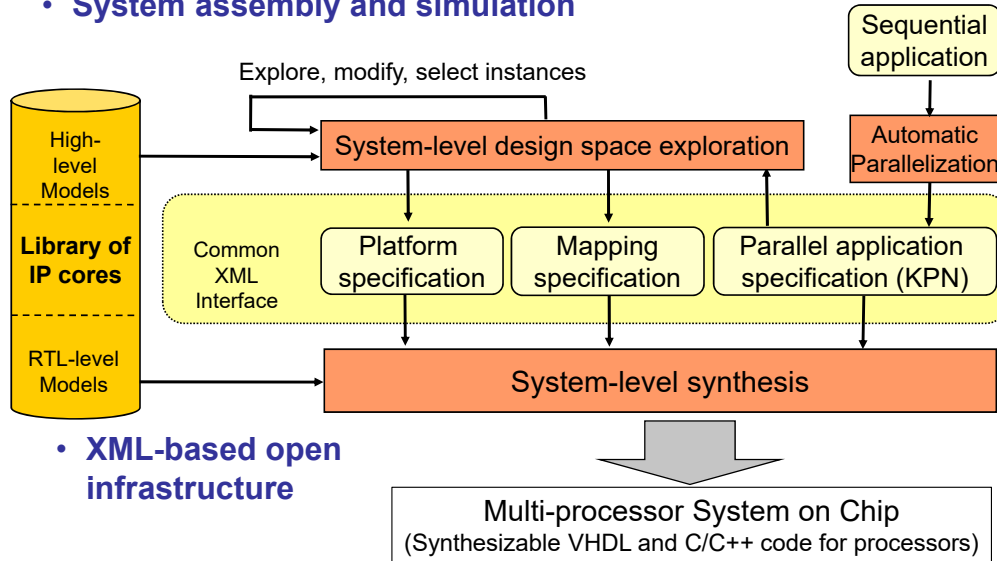 • System assembly and simulation
Sequential
application
Explore, modify, select instances
High-
level
Models
System-level design space exploration
Automatic
Parallelization
Library of
IP cores
Common
XML
Interface
Platform
specification
Mapping
specification
Parallel application
specification (KPN)
RTL-level
Models
System-level synthesis
• XML-based open
infrastructure
Multi-processor System on Chip
(Synthesizable VHDL and C/C++ code for processors)